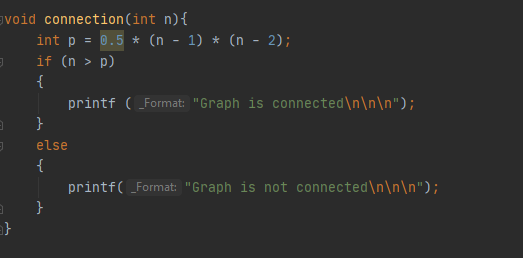 void connection(int n){
int p = 0.5 * (n - 1) * (n - 2);
if (n > p)
{
printf (_Format: "Graph is connected\n\n\n");
}
else
{
printf(_Format: "Graph is not connected\n\n\n");
}
}